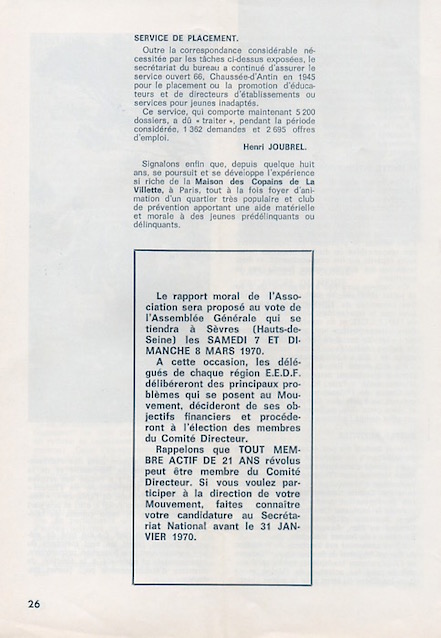 SERVICE DE PLACEMENT.
Outre la correspondance considérable né-
cessitée par les tâches ci-dessus exposées, le
secrétariat du bureau a continué d'assurer le
service ouvert 66, Chaussée-d'Antin en 1945
pour le placement ou la promotion d'éduca-
teurs et de directeurs d'établissements ou
services pour jeunes inadaptés.
Ce service, qui comporte maintenant 5 200
dossiers, a dû « traiter », pendant la période
considérée, 1 362 demandes et 2 695 offres
d'emploi.
Henri JOUBREL.
Signalons enfin que, depuis quelque huit
ans, se poursuit et se développe l'expérience
si riche de la Maison des Copains de La
Villette, à Paris, tout à la fois foyer d'ani-
mation d'un quartier très populaire et club
de prévention apportant une aide matérielle
et morale à des jeunes prédélinquants ou
délinquants.
Le rapport moral de l'Asso-
ciation sera proposé au vote de
l'Assemblée Générale qui se
tiendra à Sèvres (Hauts-de-
Seine) les SAMEDI 7 ET DI-
MANCHE 8 MARS 1970.
A cette occasion, les délé-
gués de chaque région E.E.D.F.
délibéreront des principaux pro-
blèmes qui se posent au Mou-
vement, décideront de ses ob-
jectifs financiers et procéde-
ront à l'élection des membres
du Comité Directeur.
Rappelons que TOUT MEM-
BRE ACTIF DE 21 ANS révolus
peut être membre du Comité
Directeur. Si vous voulez par-
ticiper à la direction de votre
Mouvement, faites connaître
votre candidature au Secréta-
riat National avant le 31 JAN-
VIER 1970.
26